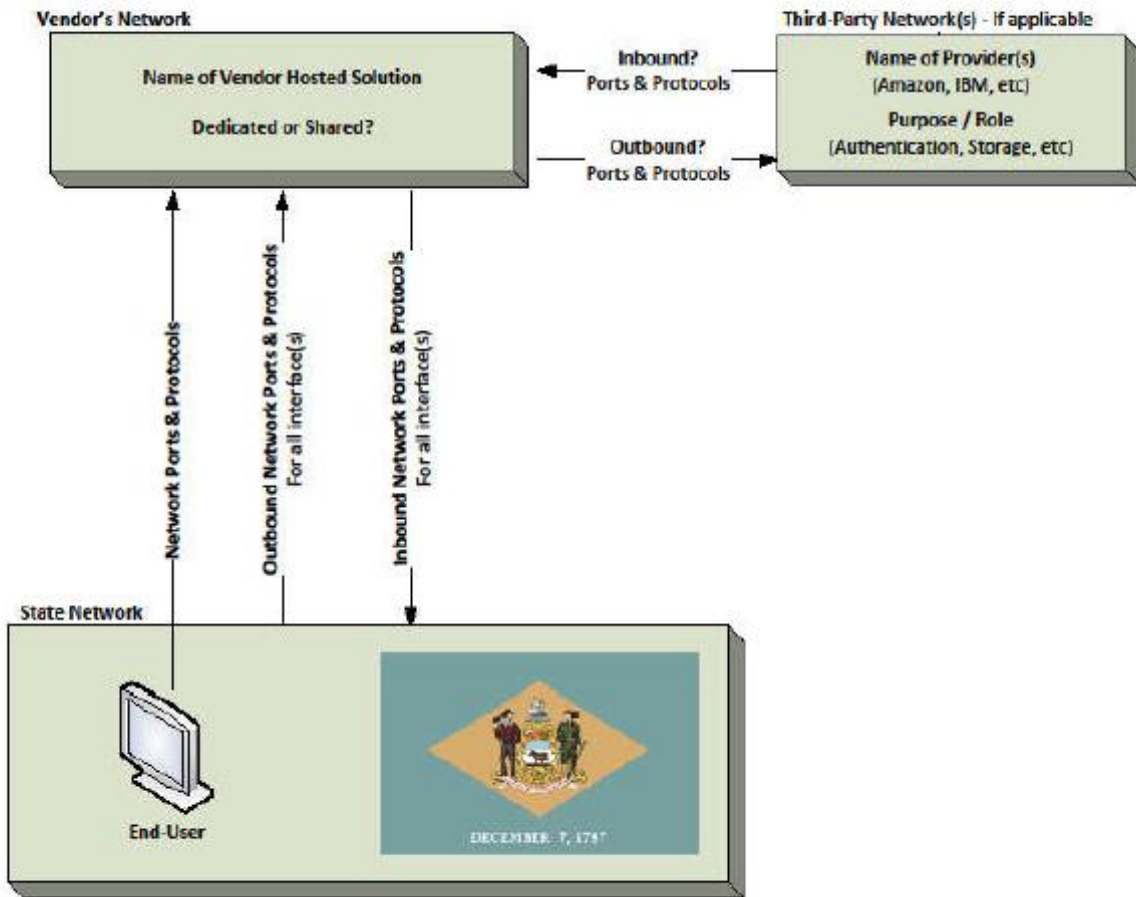 Vendor's Network
Name of Vendor Hosted Solution
Dedicated or Shared?
Inbound?
Ports & Protocols
Outbound?
Ports & Protocols
Third-Party Network(s) - If applicable
Name of Provider(s)
(Amazon, IBM, etc)
Purpose / Role
(Authentication, Storage, etc)
Network Ports & Protocols
Outbound Network Ports & Protocols
For all interface(s)
Inbound Network Ports & Protocols
For all interface(s)
State Network
End-User
DECEMBER 7, 1787